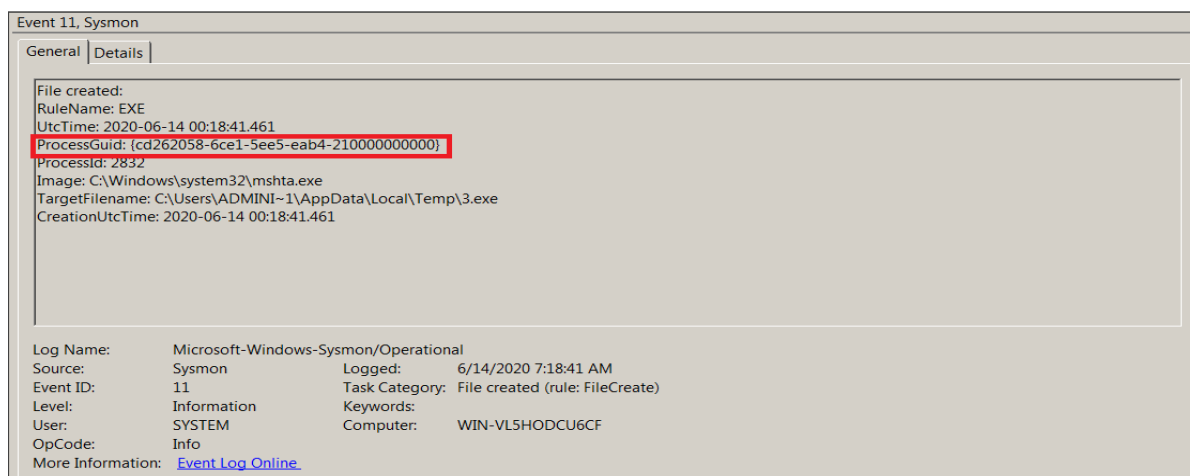 Event 11, Sysmon
General Details
File created:
RuleName: EXE
UtcTime: 2020-06-14 00:18:41.461
ProcessGuid: {cd262058-6ce1-5ee5-eab4-210000000000}
ProcessId: 2832
Image: C:\Windows\system32\mshta.exe
TargetFilename: C:\Users\ADMINI~1\AppData\Local\Temp\3.exe
CreationUtcTime: 2020-06-14 00:18:41.461
Log Name: Microsoft-Windows-Sysmon/Operational
Source: Sysmon Logged: 6/14/2020 7:18:41 AM
Event ID: 11 Task Category: File created (rule: FileCreate)
Level: Information Keywords:
User: SYSTEM Computer: WIN-VL5HODCU6CF
OpCode: Info
More Information: Event Log Online